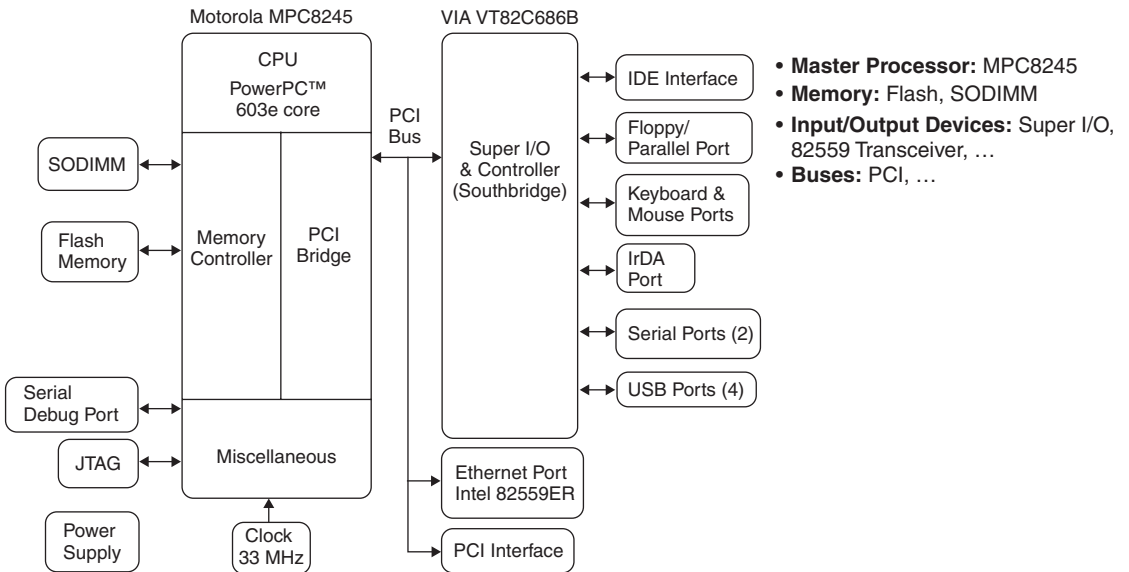 Motorola MPC8245
VIA VT82C686B
CPU
PowerPC™
603e core
Memory
Controller
PCI
Bridge
Miscellaneous
SODIMM
Flash
Memory
Serial
Debug Port
JTAG
Power
Supply
Clock
33 MHz
PCI
Bus
Super I/O
& Controller
(Southbridge)
IDE Interface
Floppy/
Parallel Port
Keyboard &
Mouse Ports
IrDA
Port
Serial Ports (2)
USB Ports (4)
Ethernet Port
Intel 82559ER
PCI Interface
• Master Processor: MPC8245
• Memory: Flash, SODIMM
• Input/Output Devices: Super I/O,
82559 Transceiver, …
• Buses: PCI, …